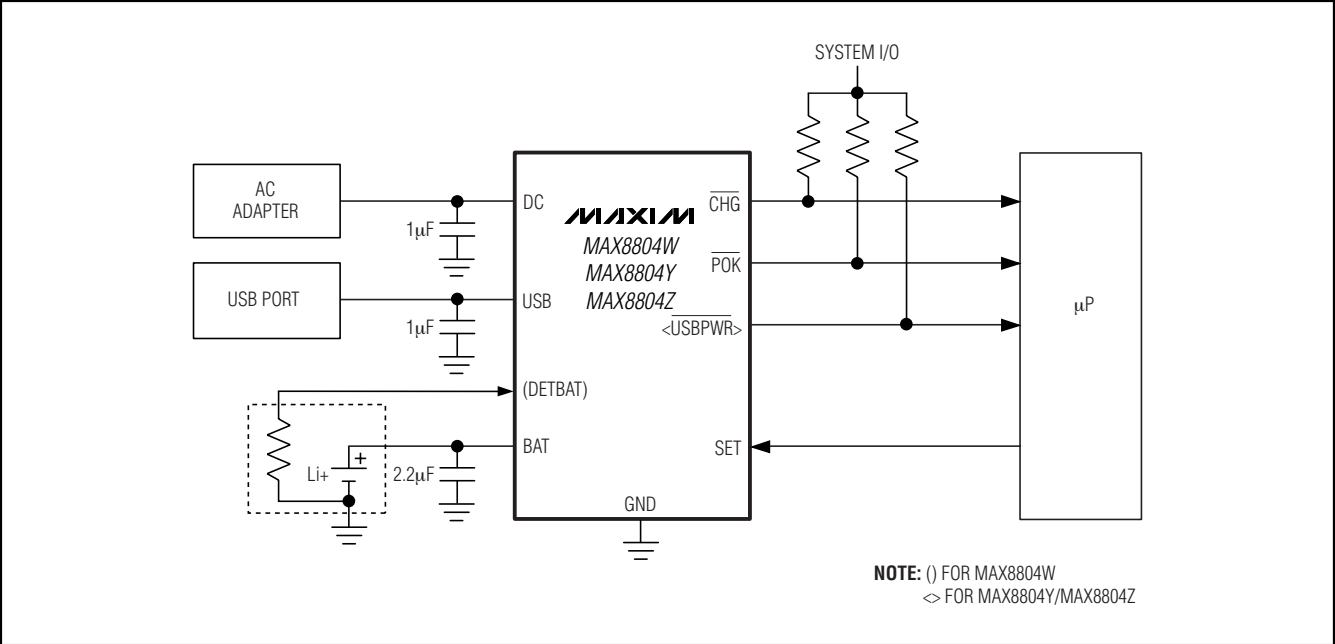 SYSTEM I/O
AC
ADAPTER
1µF
DC
MAXIM
MAX8804W
MAX8804Y
MAX8804Z
CHG
POK
<USBPWR>
USB PORT
1µF
USB
µP
(DETBAT)
Li+
+
2.2µF
BAT
SET
GND
NOTE: () FOR MAX8804W
<> FOR MAX8804Y/MAX8804Z